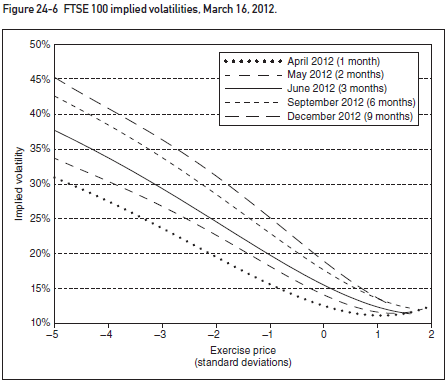 Figure 24-6 FTSE 100 implied volatilities, March 16, 2012.
50%
45%
40%
35%
30%
25%
20%
15%
10%
Implied volatility
April 2012 (1 month)
May 2012 (2 months)
June 2012 (3 months)
September 2012 (6 months)
December 2012 (9 months)
–5 –4 –3 –2 –1 0 1 2
Exercise price
(standard deviations)